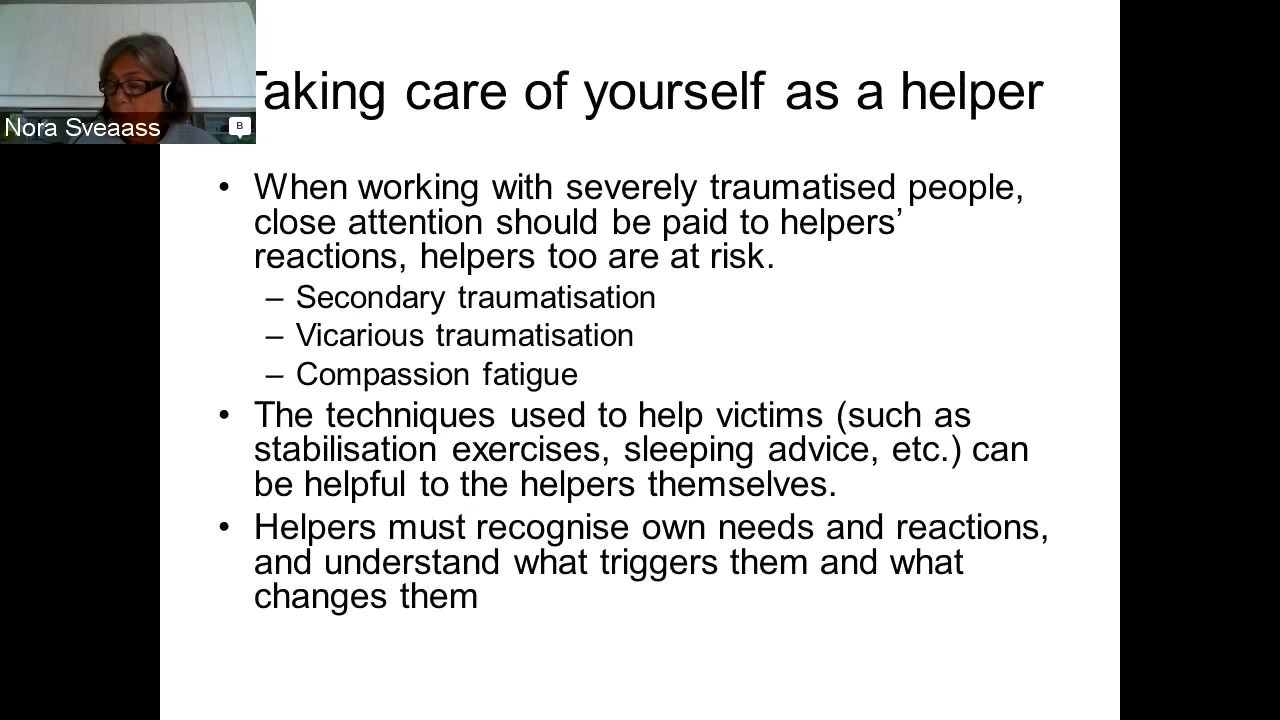 Taking care of yourself as a helper
Nora Sveaass
B
• When working with severely traumatised people,
close attention should be paid to helpers’
reactions, helpers too are at risk.
– Secondary traumatisation
– Vicarious traumatisation
– Compassion fatigue
• The techniques used to help victims (such as
stabilisation exercises, sleeping advice, etc.) can
be helpful to the helpers themselves.
• Helpers must recognise own needs and reactions,
and understand what triggers them and what
changes them